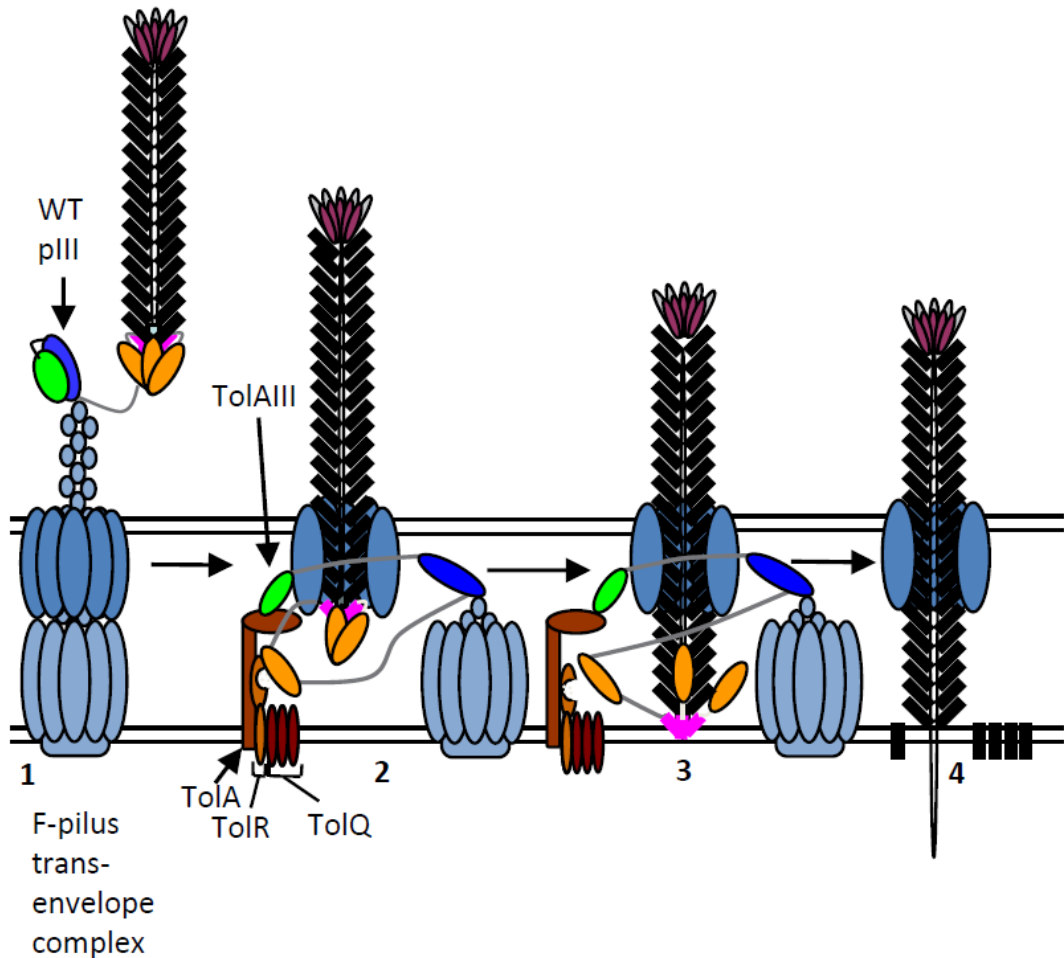 WT
pIII
TolAIII
1
2
3
4
TolA
TolR
TolQ
F-pilus
trans-
envelope
complex